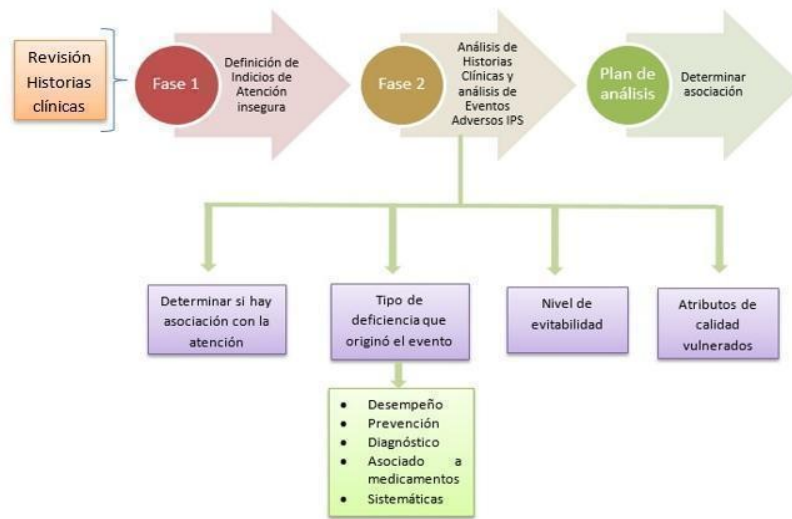 Revisión
Historias
clínicas
Fase 1
Definición de
Indicios de
Atención
insegura
Fase 2
Análisis de
Historias
Clínicas y
análisis de
Eventos
Adversos IPS
Plan de
análisis
Determinar
asociación
Determinar si hay
asociación con la
atención
Tipo de
deficiencia que
originó el evento
Nivel de
evitabilidad
Atributos de
calidad
vulnerados
• Desempeño
• Prevención
• Diagnóstico
• Asociado a
medicamentos
• Sistemáticas